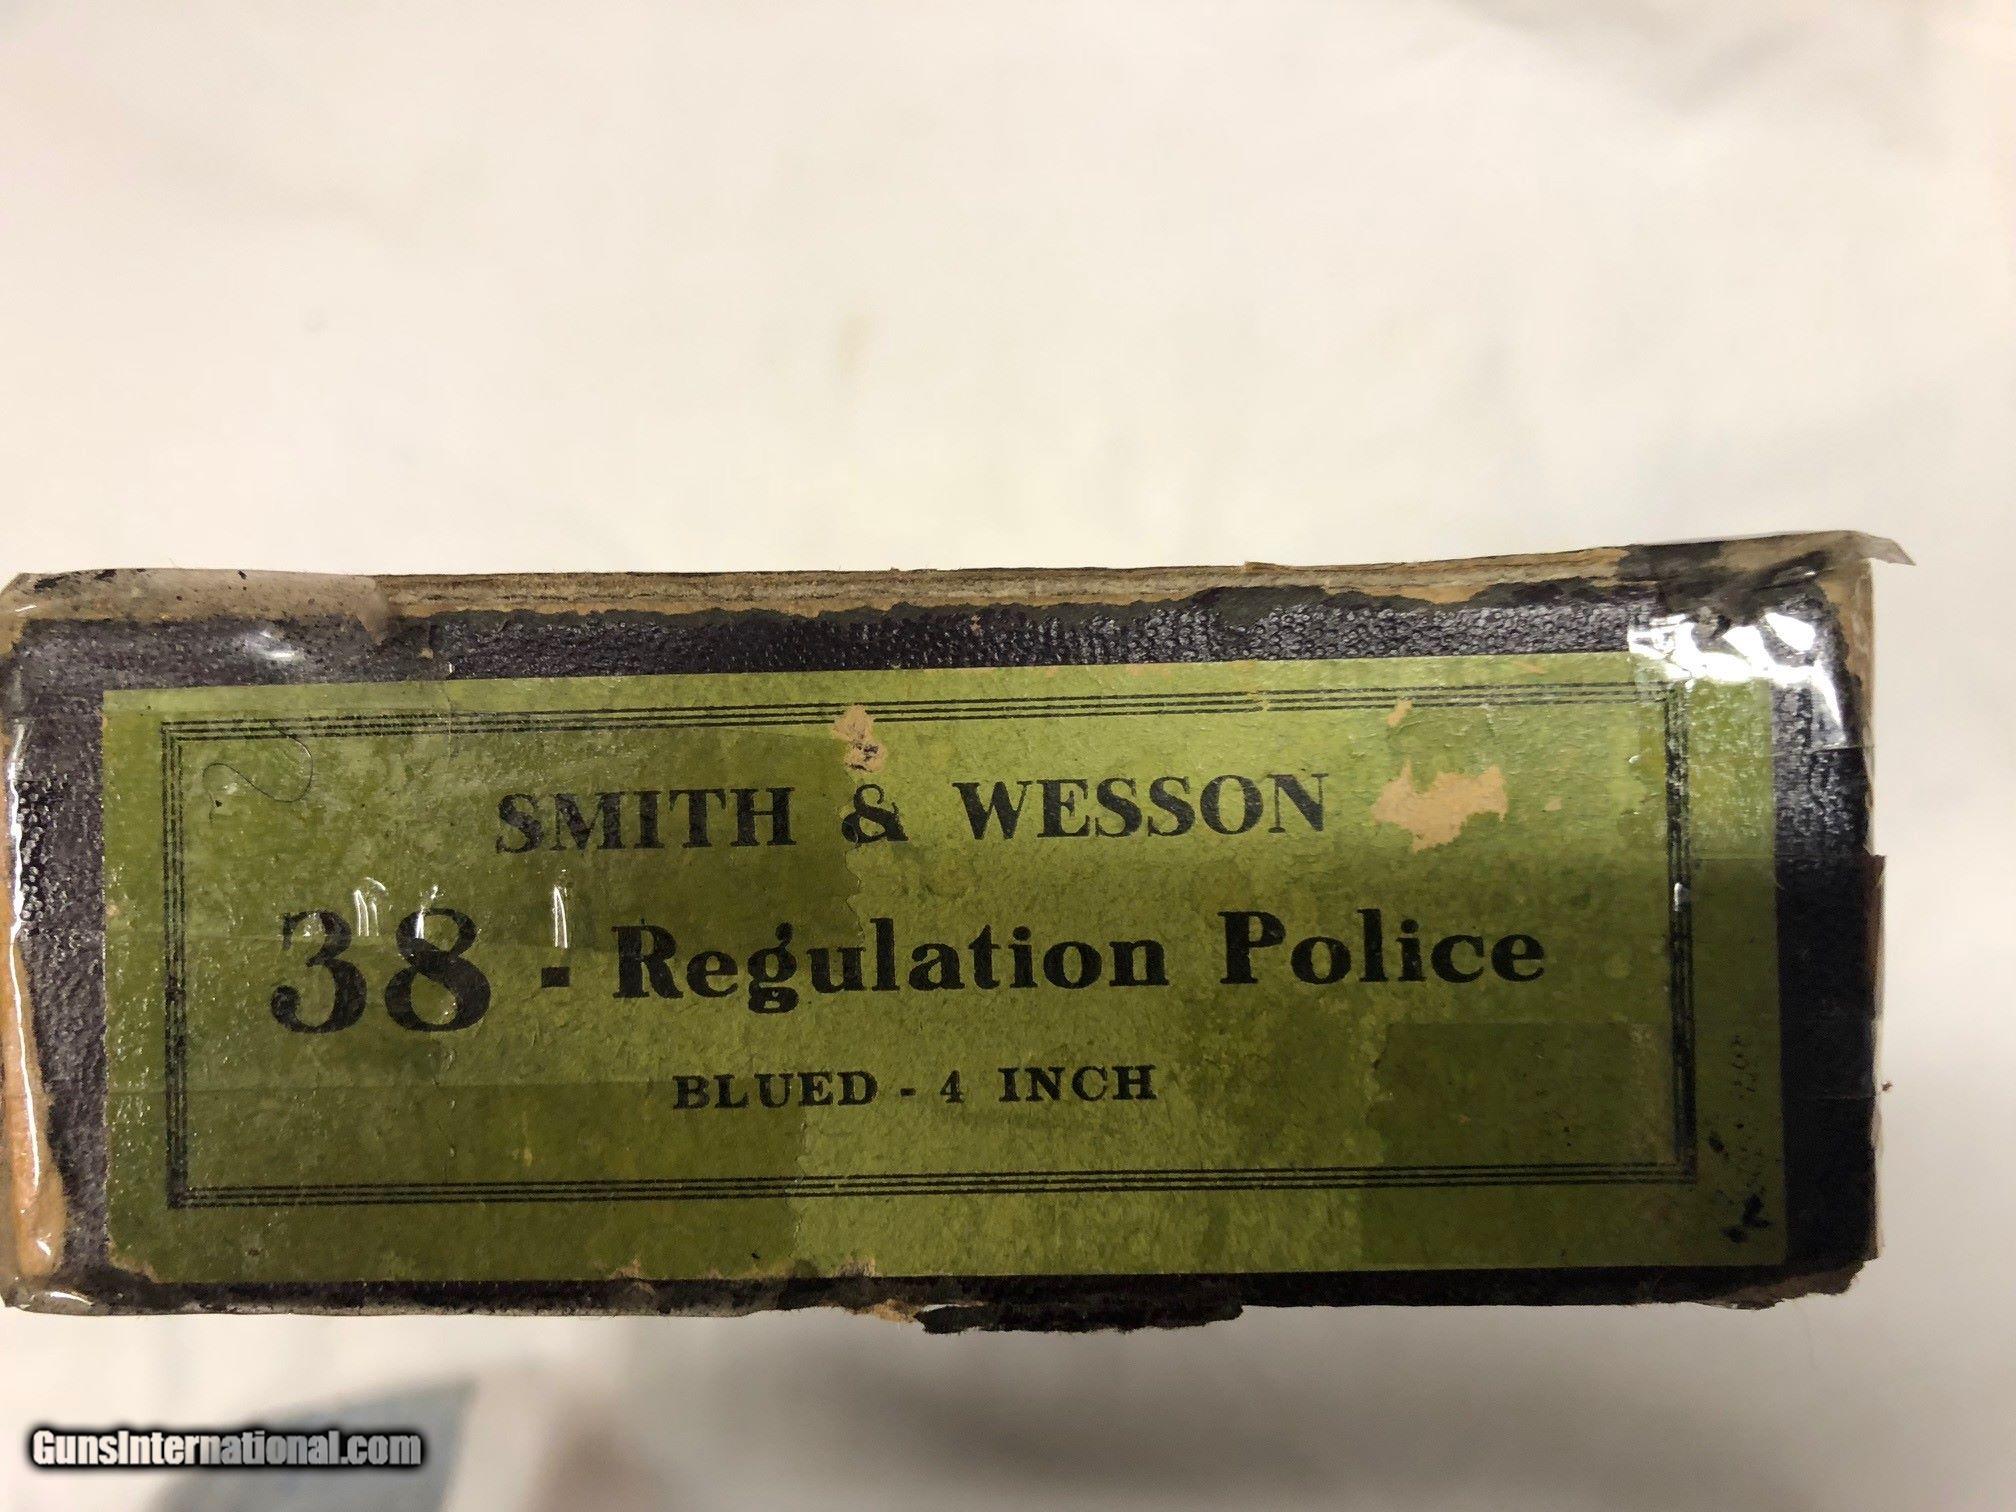 SMITH & WESSON
38 - Regulation Police
BLUED - 4 INCH
GunsInternational.com